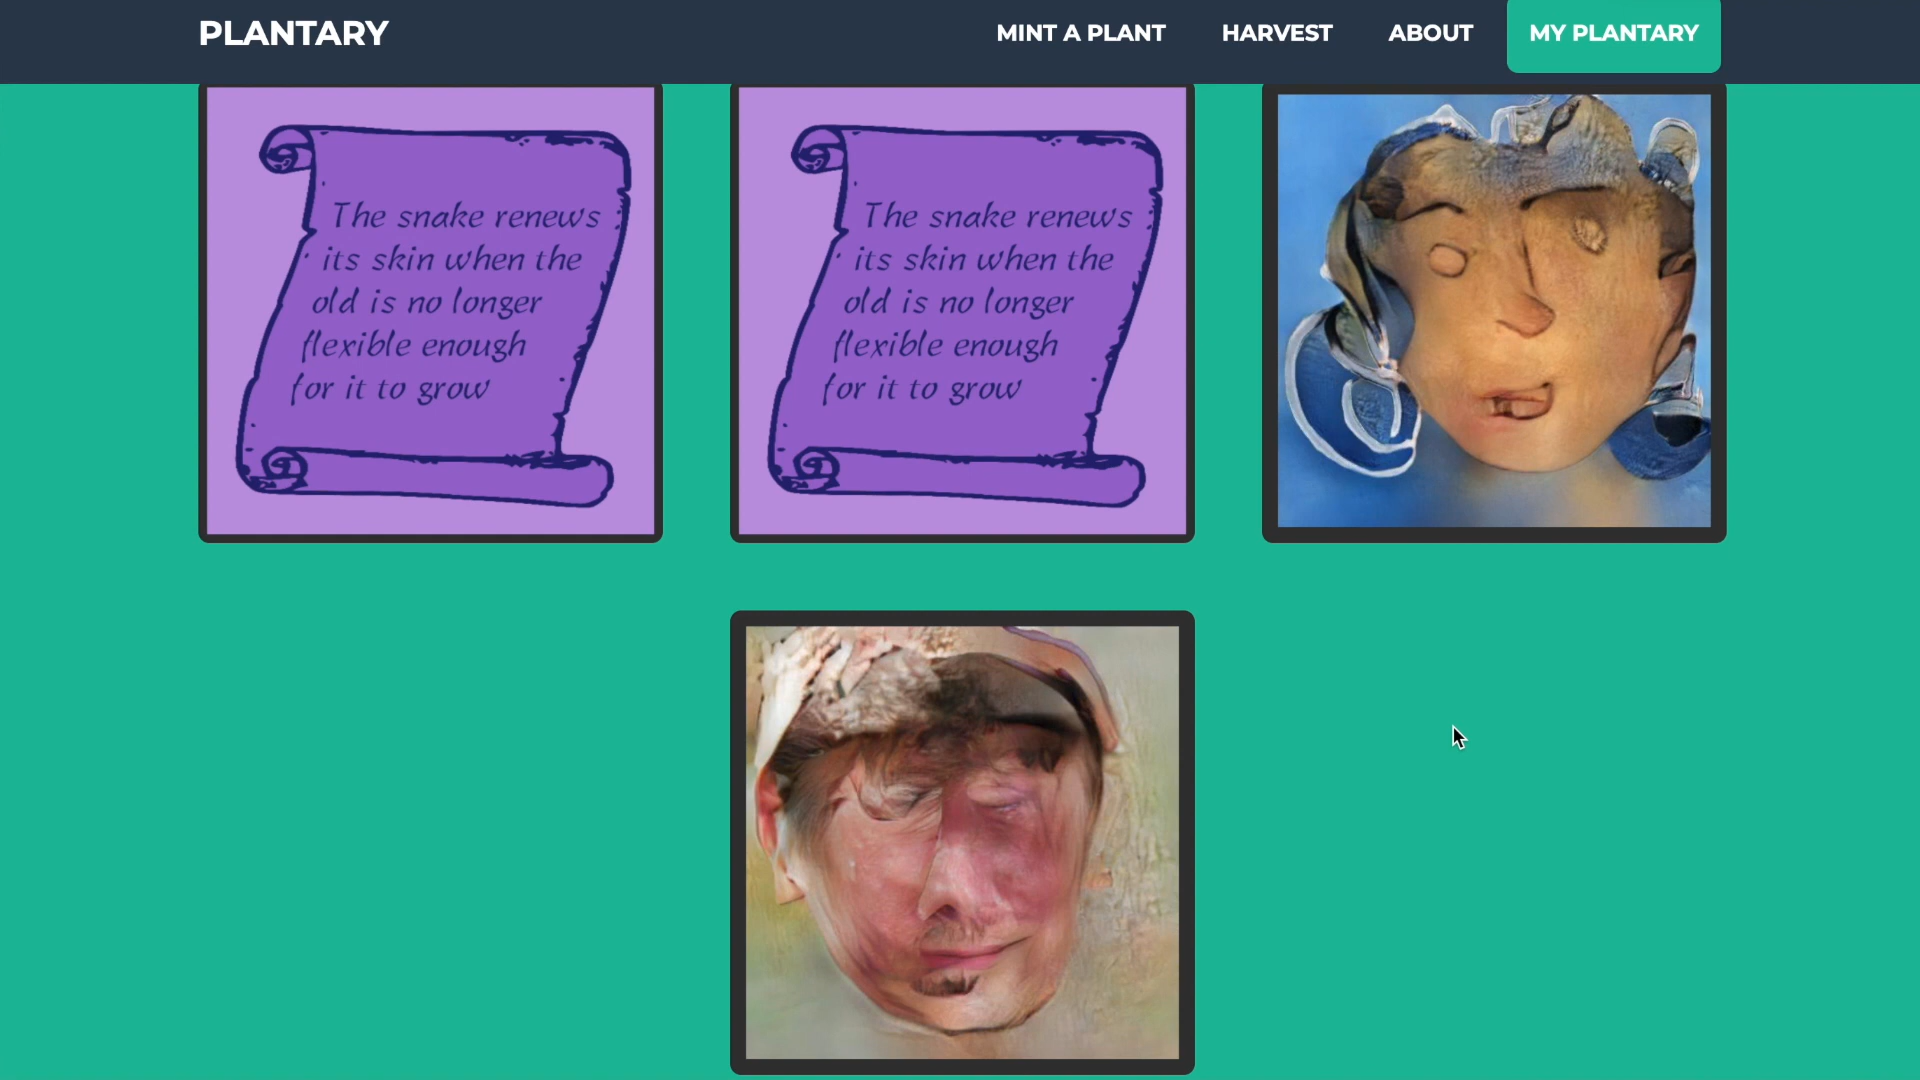 PLANTARY
MINT A PLANT
HARVEST
ABOUT
MY PLANTARY
The snake renews
its skin when the
old is no longer
flexible enough
for it to grow
The snake renews
its skin when the
old is no longer
flexible enough
for it to grow